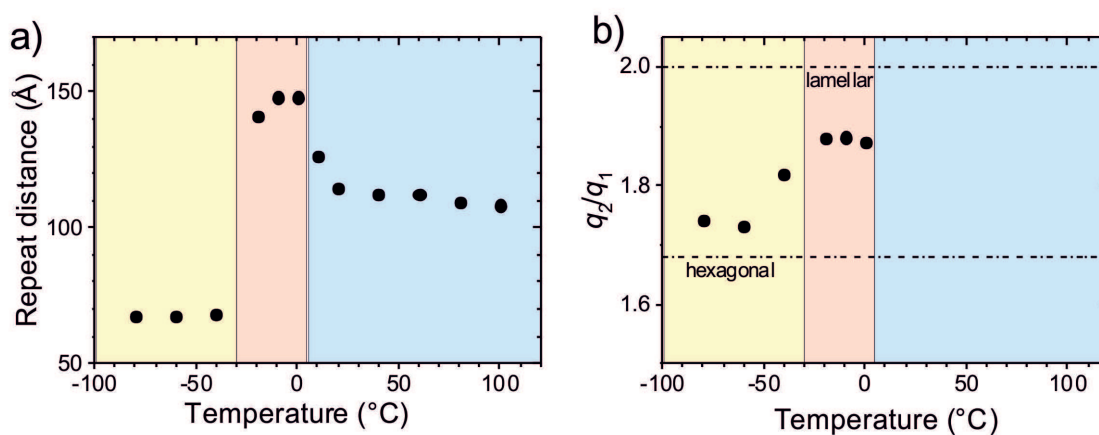 a)
Repeat distance (Å)
150
100
50
-100
-50
0
50
100
Temperature (°C)
b)
q2/q1
2.0
1.8
1.6
lamellar
hexagonal
-100
-50
0
50
100
Temperature (°C)